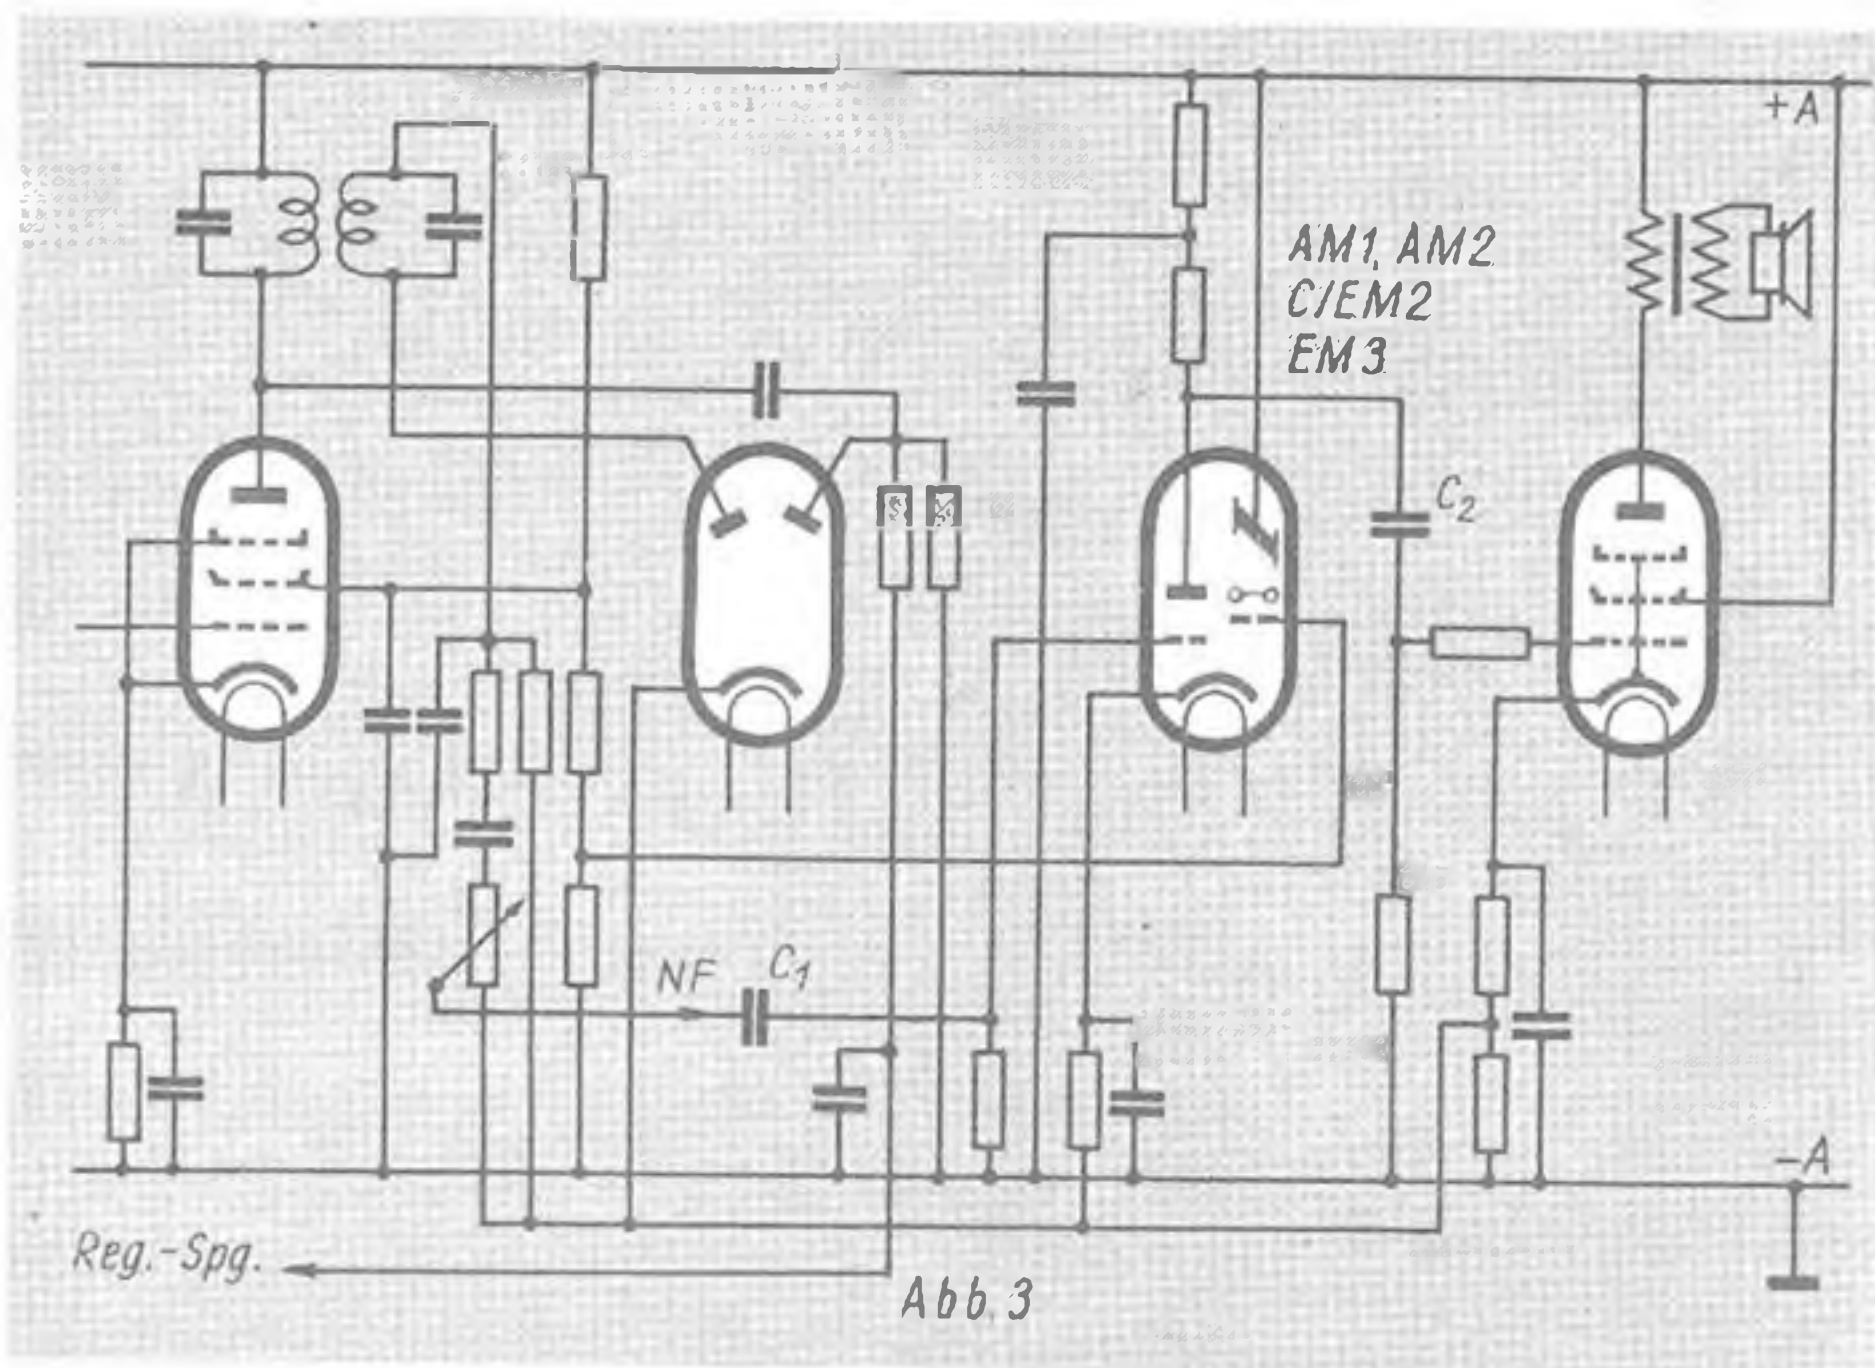 +A
AM1, AM2
C/EM2
EM3
C2
NF
C1
-A
Reg.-Spg.
Abb. 3